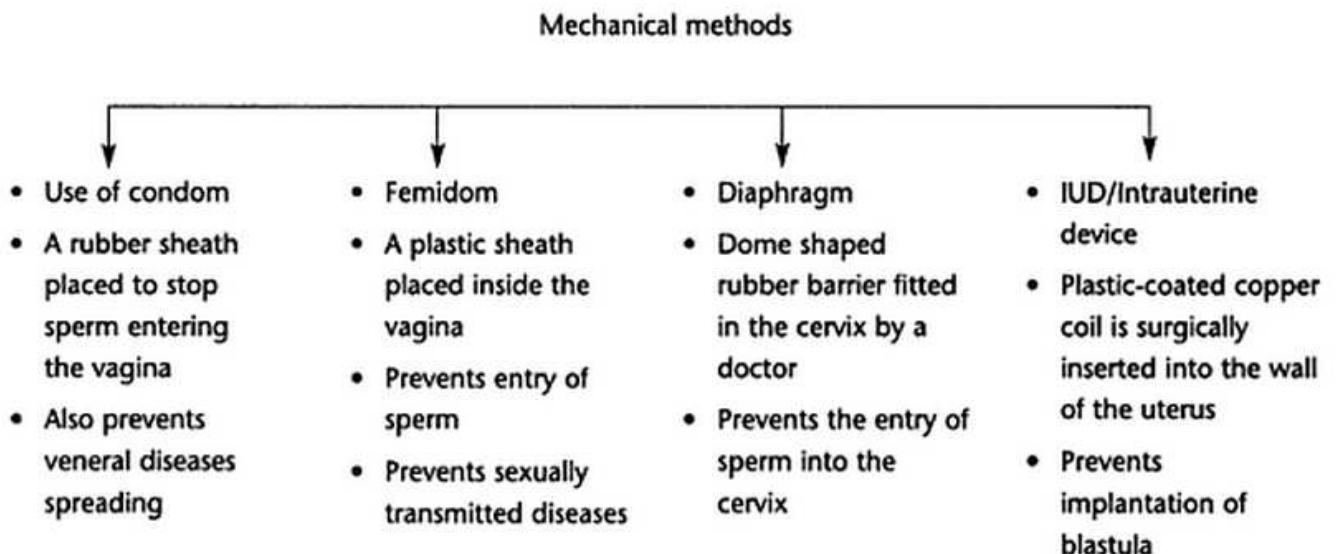 Mechanical methods
• Use of condom
• A rubber sheath
placed to stop
sperm entering
the vagina
• Also prevents
veneral diseases
spreading
• Femidom
• A plastic sheath
placed inside the
vagina
• Prevents entry of
sperm
• Prevents sexually
transmitted diseases
• Diaphragm
• Dome shaped
rubber barrier fitted
in the cervix by a
doctor
• Prevents the entry of
sperm into the
cervix
• IUD/Intrauterine
device
• Plastic-coated copper
coil is surgically
inserted into the wall
of the uterus
• Prevents
implantation of
blastula